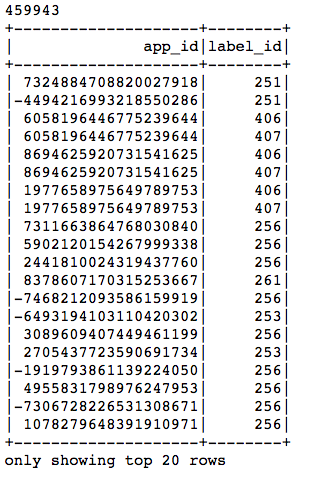 459943
+--------------------+--------+
|              app_id|label_id|
+--------------------+--------+
| 7324884708820027918|     251|
|-4494216993218550286|     251|
| 6058196446775239644|     406|
| 6058196446775239644|     407|
| 8694625920731541625|     406|
| 8694625920731541625|     407|
| 1977658975649789753|     406|
| 1977658975649789753|     407|
| 7311663864768030840|     256|
| 5902120154267999338|     256|
| 2441810024319437760|     256|
| 8378607170315253667|     261|
|-7468212093586159919|     256|
|-6493194103110420302|     253|
| 3089609407449461199|     256|
| 2705437723590691734|     253|
|-1919793861139224050|     256|
| 4955831798976247953|     256|
|-7306728226531308671|     256|
| 1078279648391910971|     256|
+--------------------+--------+
only showing top 20 rows